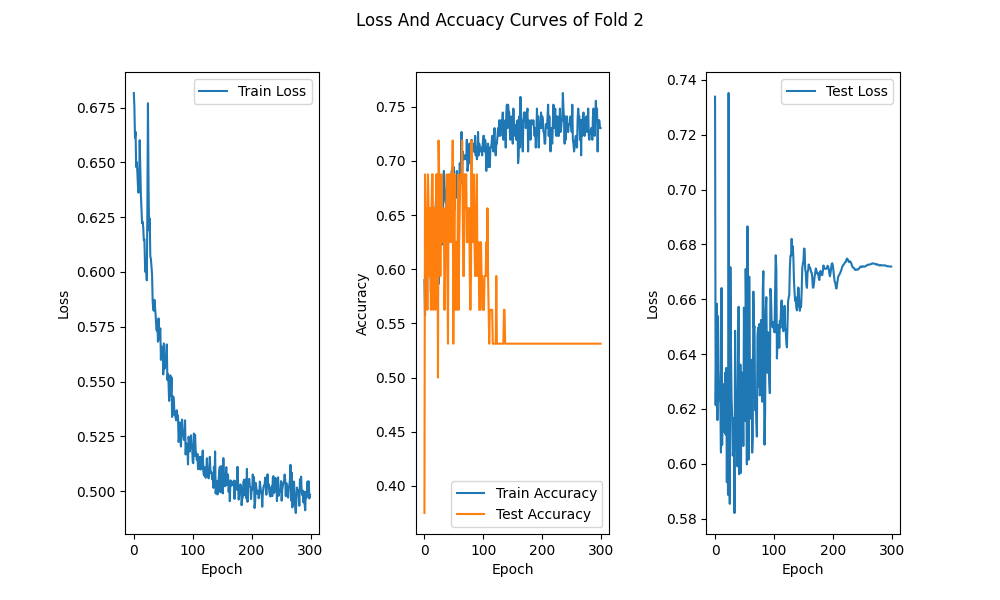 Loss And Accuacy Curves of Fold 2
Train Loss
0.675
0.650
0.625
0.600
0.575
0.550
0.525
0.500
Loss
0 100 200 300
Epoch
0.75
0.70
0.65
0.60
0.55
0.50
0.45
0.40
Accuracy
Train Accuracy
Test Accuracy
0 100 200 300
Epoch
Test Loss
0.74
0.72
0.70
0.68
0.66
0.64
0.62
0.60
0.58
Loss
0 100 200 300
Epoch